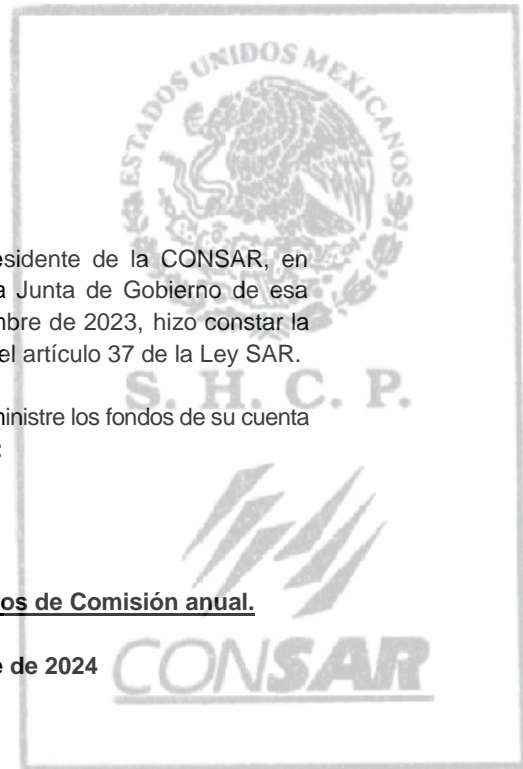 ESTADOS UNIDOS MEXICANOS
esidente de la CONSAR, en
a Junta de Gobierno de esa
mbre de 2023, hizo constar la
el artículo 37 de la Ley SAR.
S. H. C. P.
ministre los fondos de su cuenta
:
os de Comisión anual.
e de 2024
CONSAR